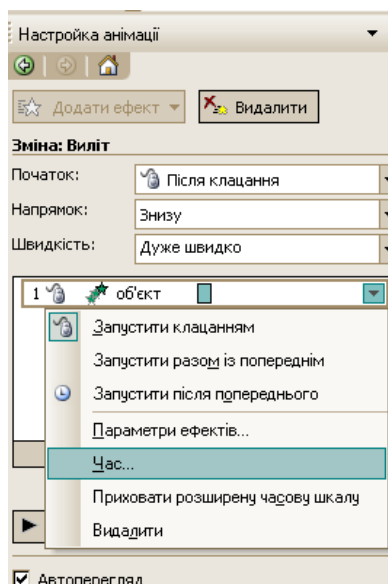 Настройка анімації
Додати ефект
Видалити
Зміна: Виліт
Початок: Після клацання
Напрямок: Знизу
Швидкість: Дуже швидко
1 об'єкт
Запустити клацанням
Запустити разом із попереднім
Запустити після попереднього
Параметри ефектів...
Час...
Приховати розширену часову шкалу
Видалити
Автоперегляд